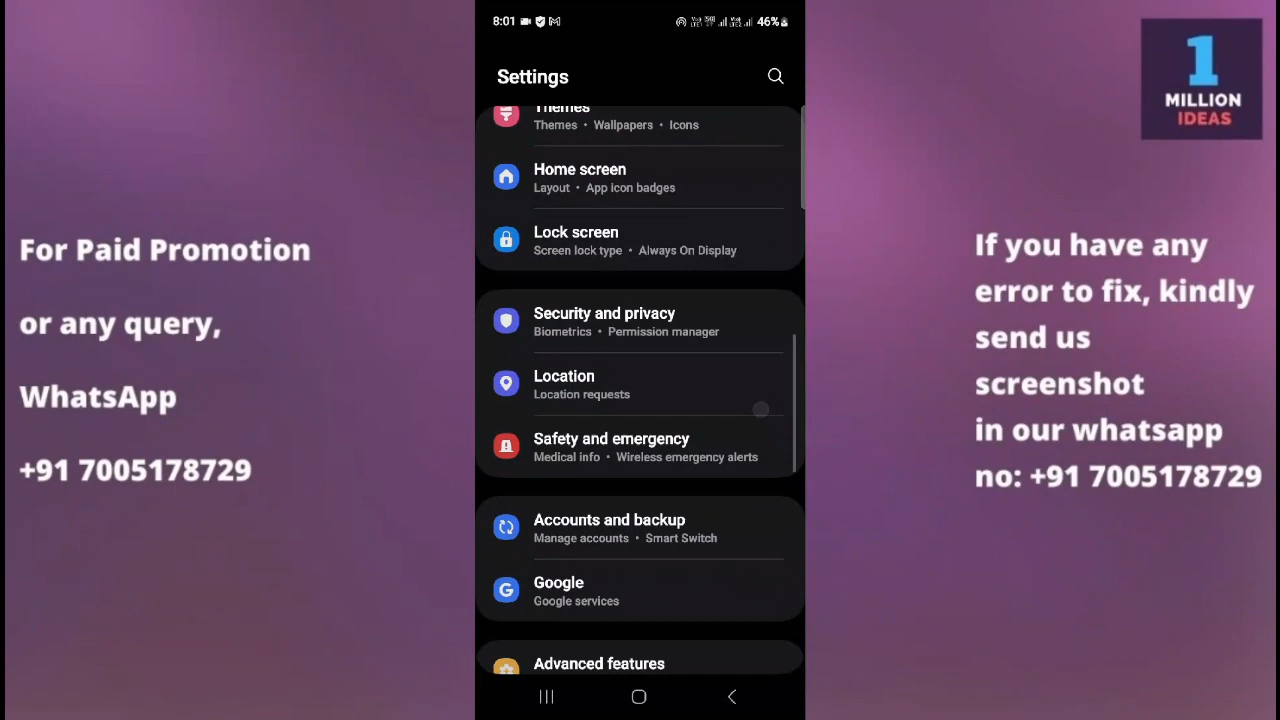 For Paid Promotion
or any query,
WhatsApp
+91 7005178729
8:01
46%
Settings
Themes
Themes • Wallpapers • Icons
Home screen
Layout • App icon badges
Lock screen
Screen lock type • Always On Display
Security and privacy
Biometrics • Permission manager
Location
Location requests
Safety and emergency
Medical info • Wireless emergency alerts
Accounts and backup
Manage accounts • Smart Switch
Google
Google services
Advanced features
1
MILLION
IDEAS
If you have any
error to fix, kindly
send us
screenshot
in our whatsapp
no: +91 7005178729